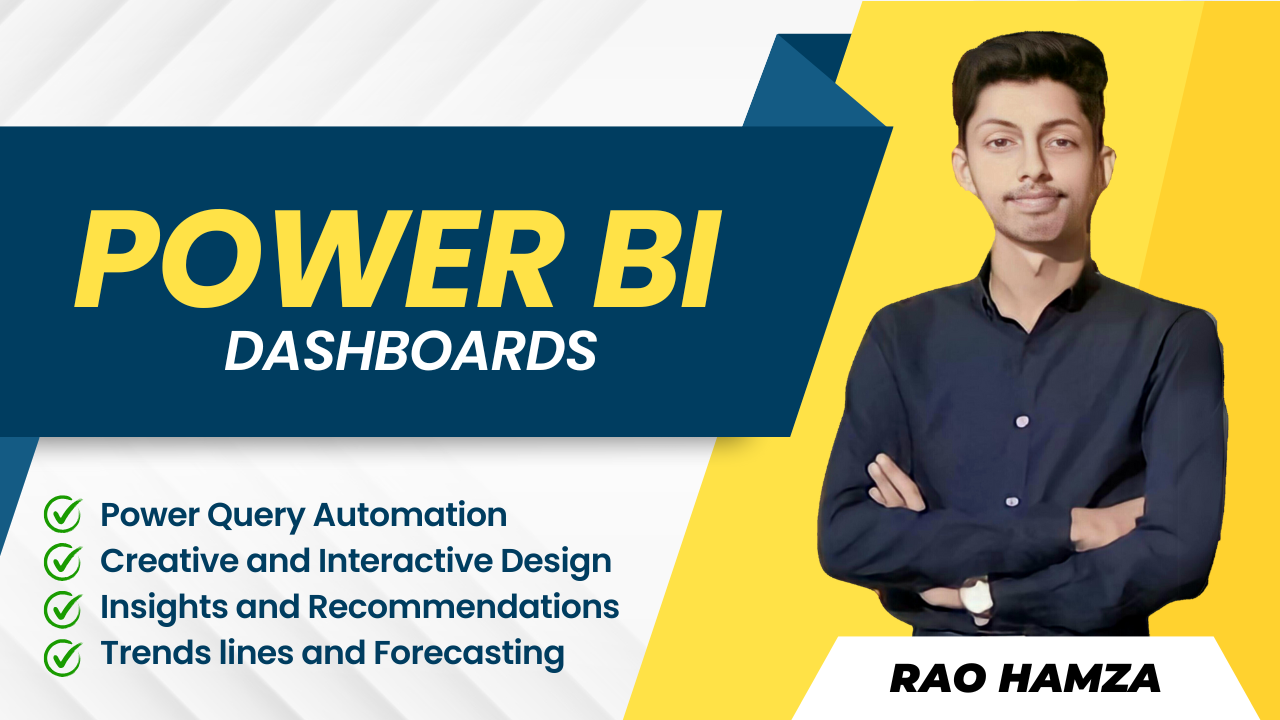 POWER BI
DASHBOARDS
Power Query Automation
Creative and Interactive Design
Insights and Recommendations
Trends lines and Forecasting
RAO HAMZA